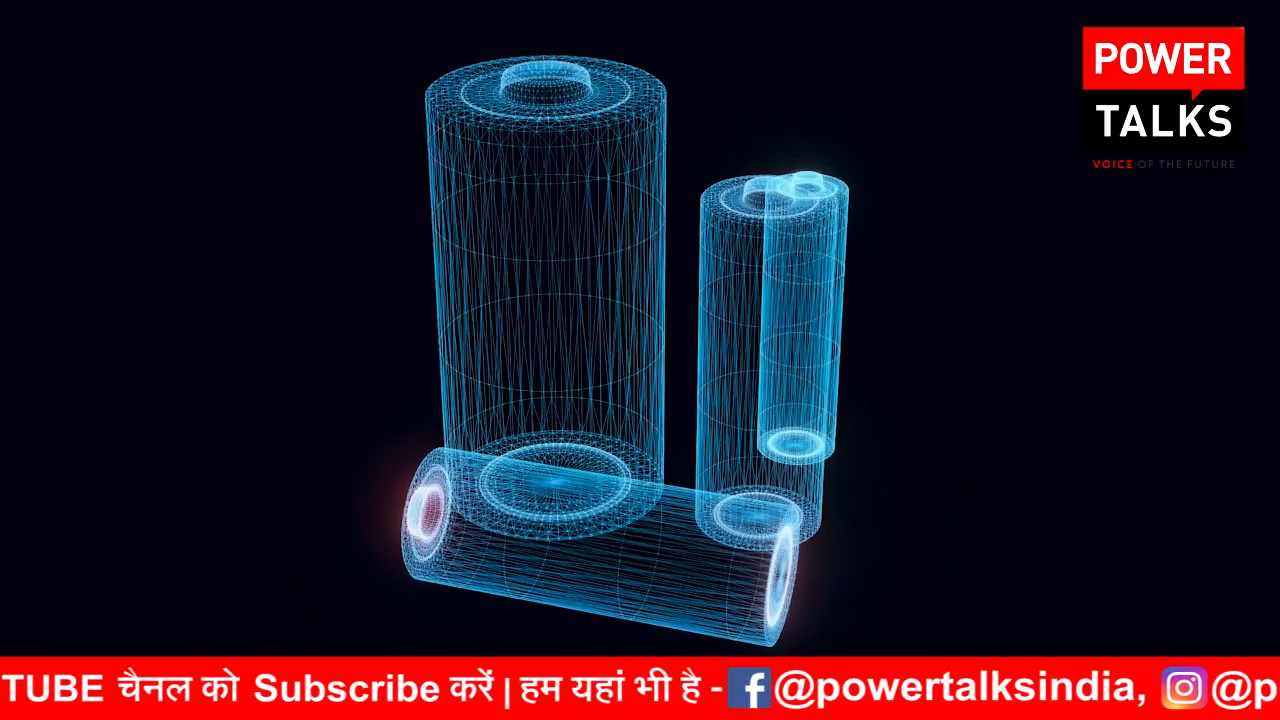 POWER
TALKS
VOICE OF THE FUTURE
TUBE चैनल को Subscribe करें | हम यहां भी है - @powertalksindia, @p